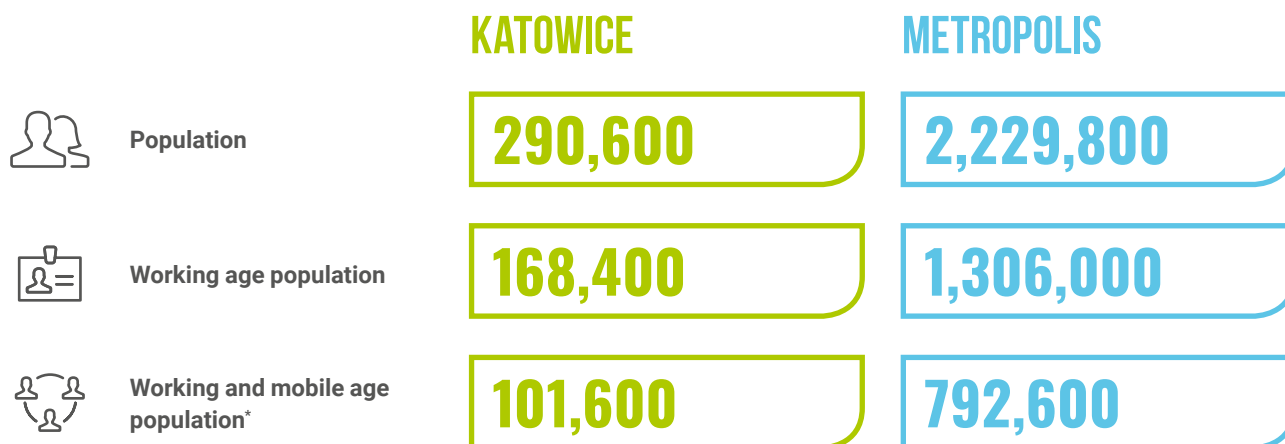 KATOWICE METROPOLIS
Population 290,600 2,229,800
Working age population 168,400 1,306,000
Working and mobile age
population* 101,600 792,600